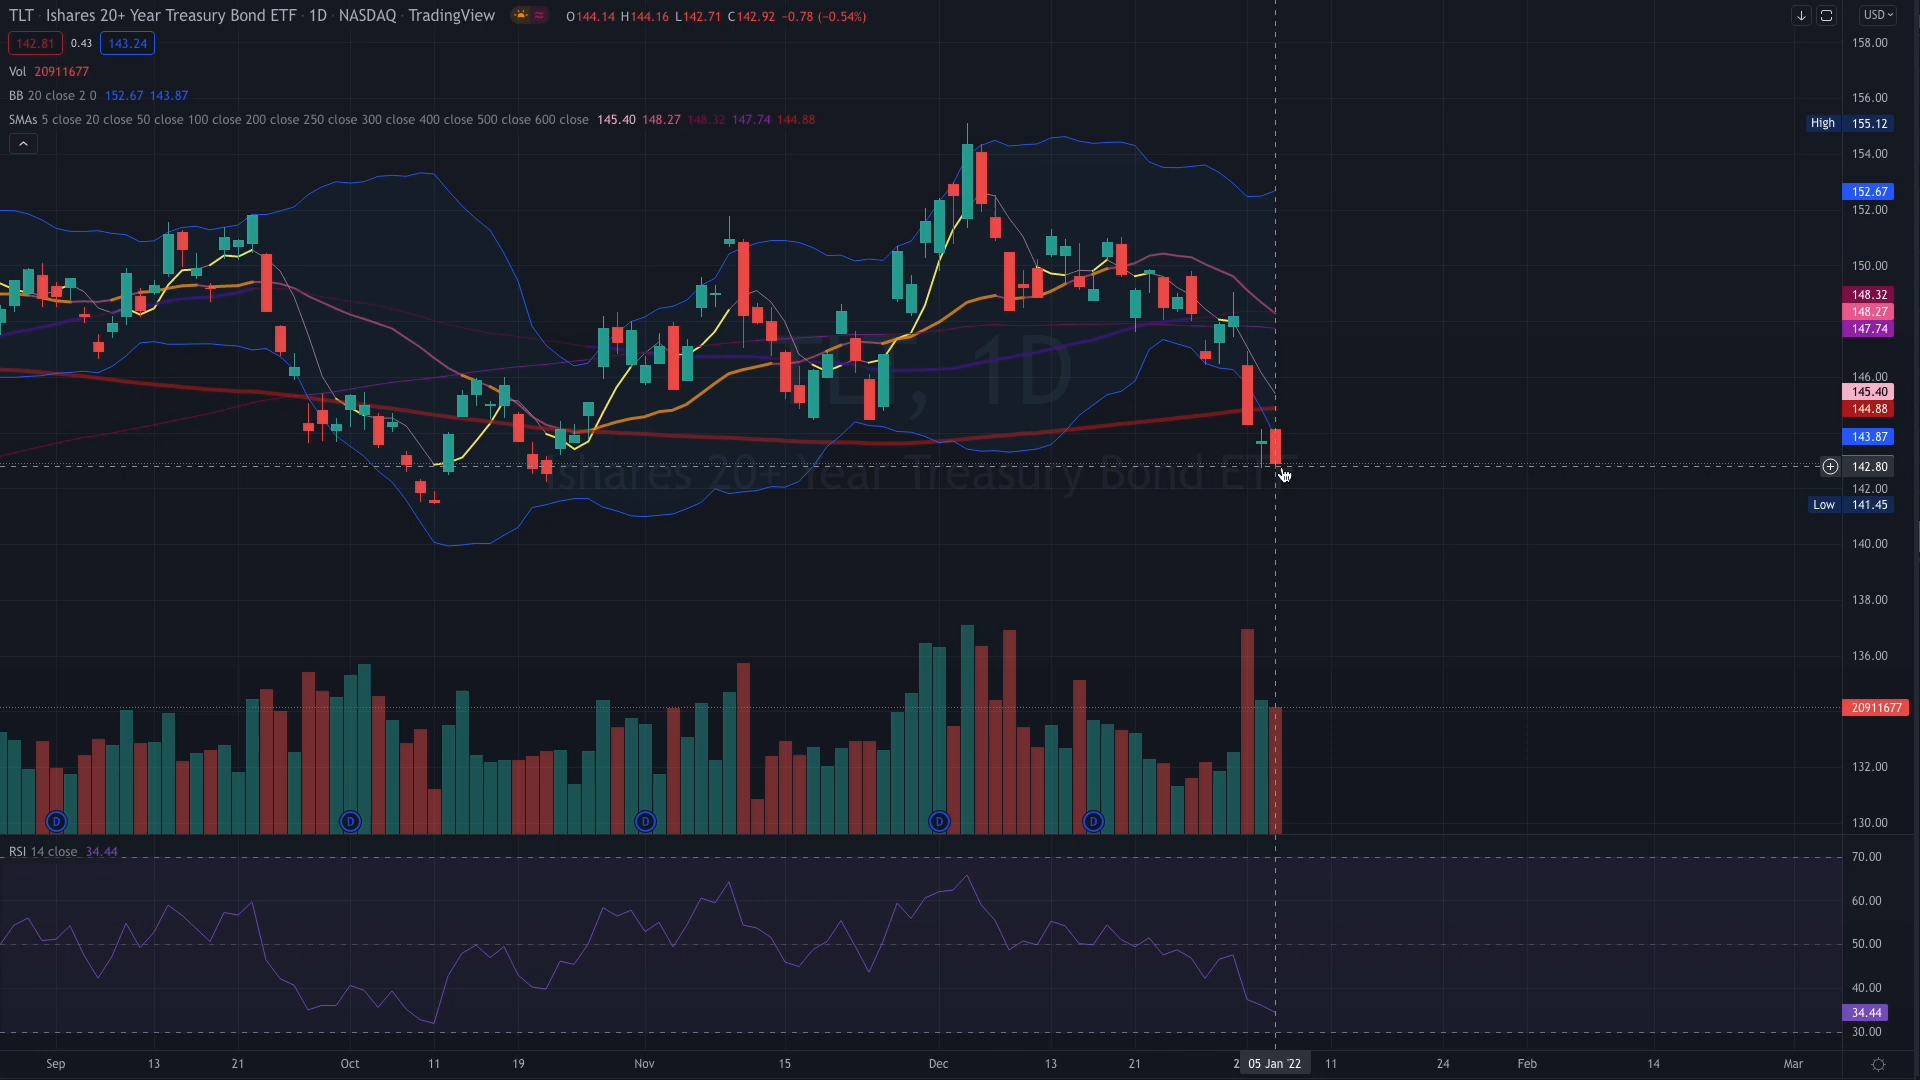 TLT · Ishares 20+ Year Treasury Bond ETF · 1D · NASDAQ · TradingView O144.14 H144.16 L142.71 C142.92 −0.78 (−0.54%)
142.81 0.43 143.24
Vol 20911677
BB 20 close 2 0 152.67 143.87
SMAs 5 close 20 close 50 close 100 close 200 close 250 close 300 close 400 close 500 close 600 close 145.40 148.27 148.32 147.74 144.88
USD
158.00
156.00
High 155.12
154.00
152.67
152.00
150.00
148.32
148.27
147.74
146.00
145.40
144.88
143.87
142.80
142.00
Low 141.45
140.00
138.00
136.00
20911677
132.00
130.00
TLT, 1D
Ishares 20+ Year Treasury Bond ETF
D D D D D
RSI 14 close 34.44
70.00
60.00
50.00
40.00
34.44
30.00
Sep 13 21 Oct 11 19 Nov 15 Dec 13 21 2 05 Jan '22 11 24 Feb 14 Mar